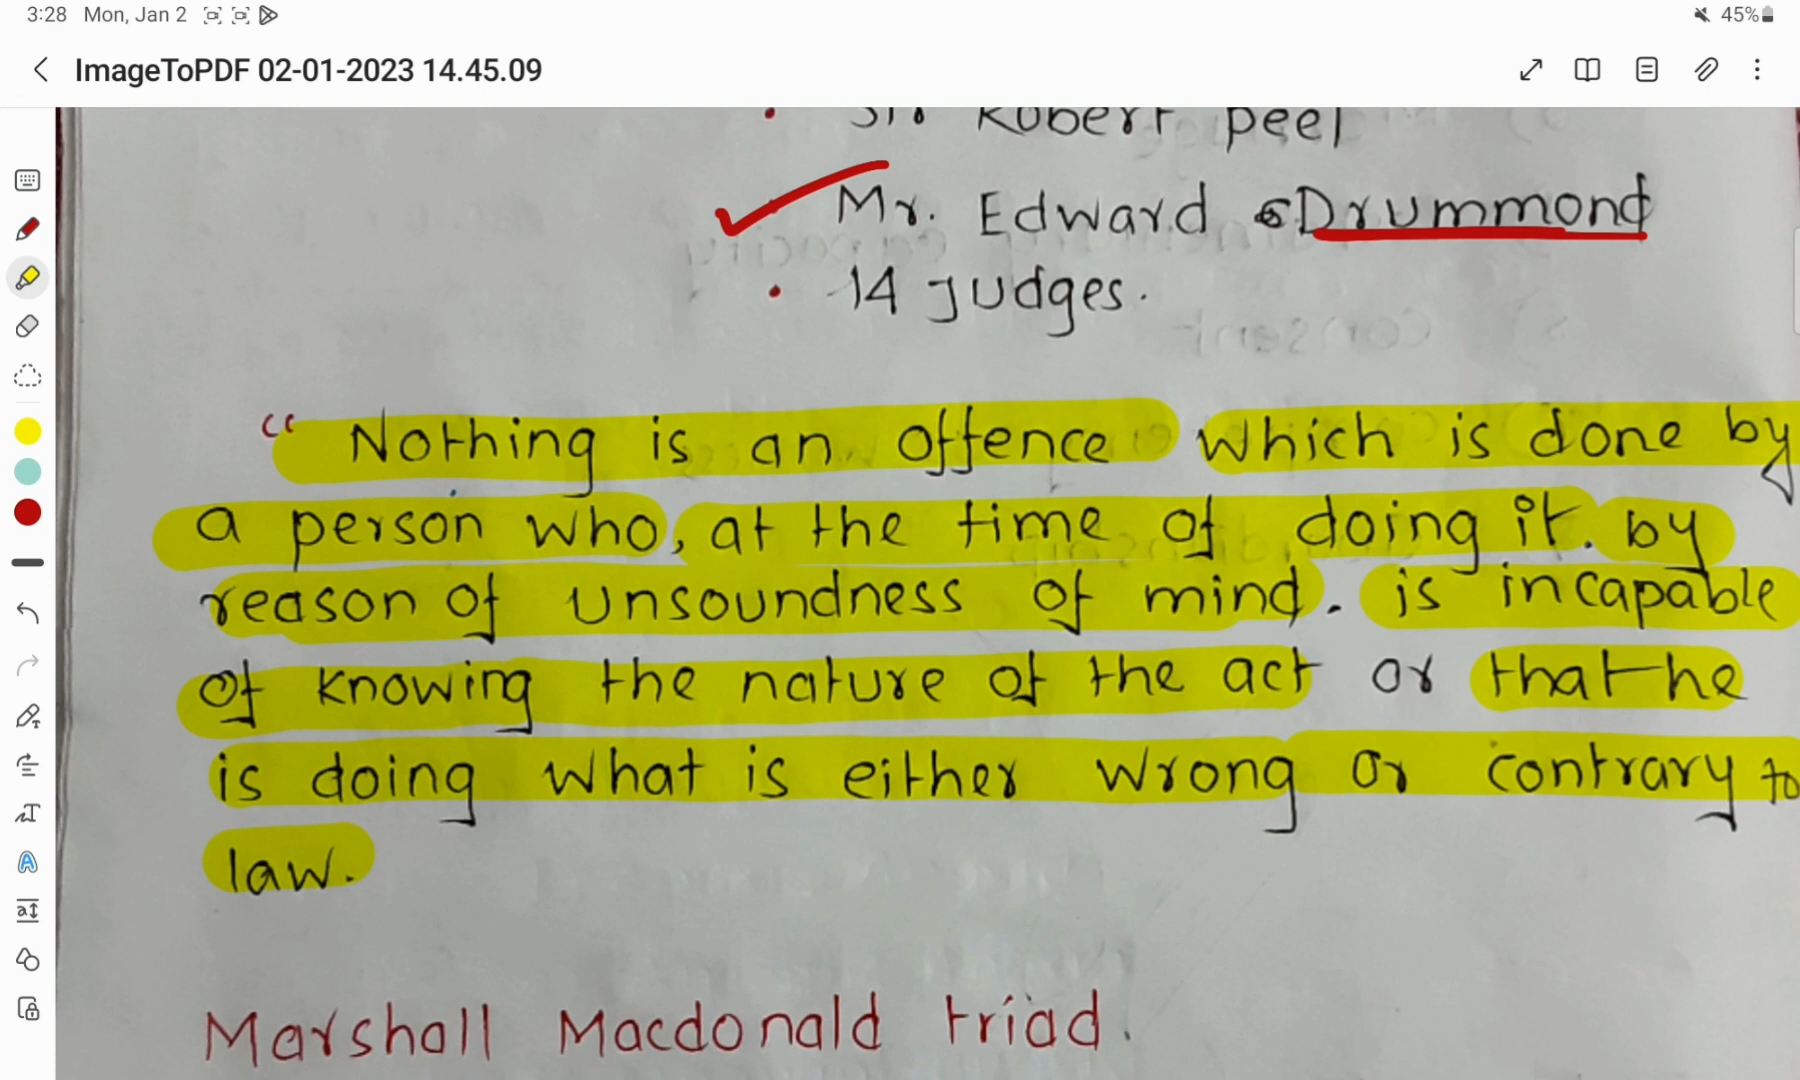 3:28 Mon, Jan 2 45%
ImageToPDF 02-01-2023 14.45.09
Sir Robert peel
Mr. Edward Drummond
• 14 Judges.
“ Nothing is an offence which is done by
a person who, at the time of doing it. by
reason of unsoundness of mind. is incapable
of knowing the nature of the act or that he
is doing what is either wrong or contrary to
law.
Marshall Macdonald triad.